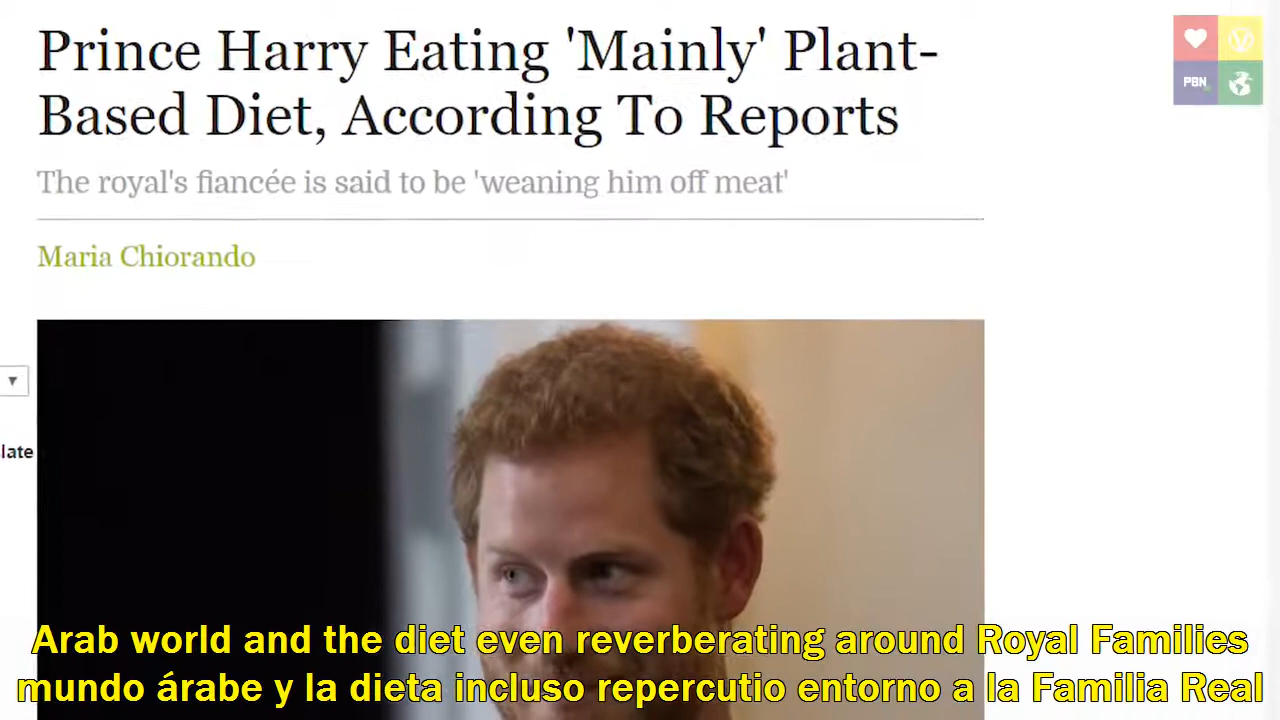 Prince Harry Eating 'Mainly' Plant-
Based Diet, According To Reports
The royal's fiancée is said to be 'weaning him off meat'
Maria Chiorando
PBN
late
Arab world and the diet even reverberating around Royal Families
mundo árabe y la dieta incluso repercutio entorno a la Familia Real